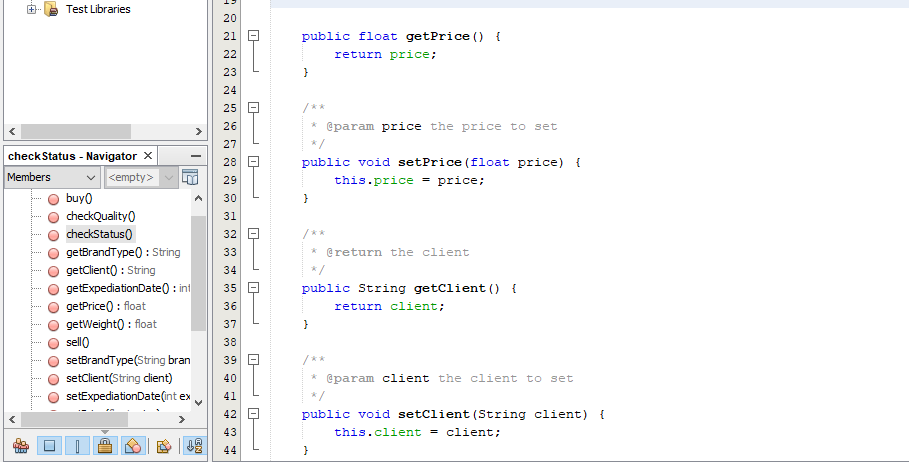 Test Libraries
checkStatus - Navigator
Members
<empty>
buy()
checkQuality()
checkStatus()
getBrandType() : String
getClient() : String
getExpediationDate() : int
getPrice() : float
getWeight() : float
sell()
setBrandType(String bran
setClient(String client)
setExpediationDate(int ex
19
20
21 public float getPrice() {
22 return price;
23 }
24
25 /**
26 * @param price the price to set
27 */
28 public void setPrice(float price) {
29 this.price = price;
30 }
31
32 /**
33 * @return the client
34 */
35 public String getClient() {
36 return client;
37 }
38
39 /**
40 * @param client the client to set
41 */
42 public void setClient(String client) {
43 this.client = client;
44 }